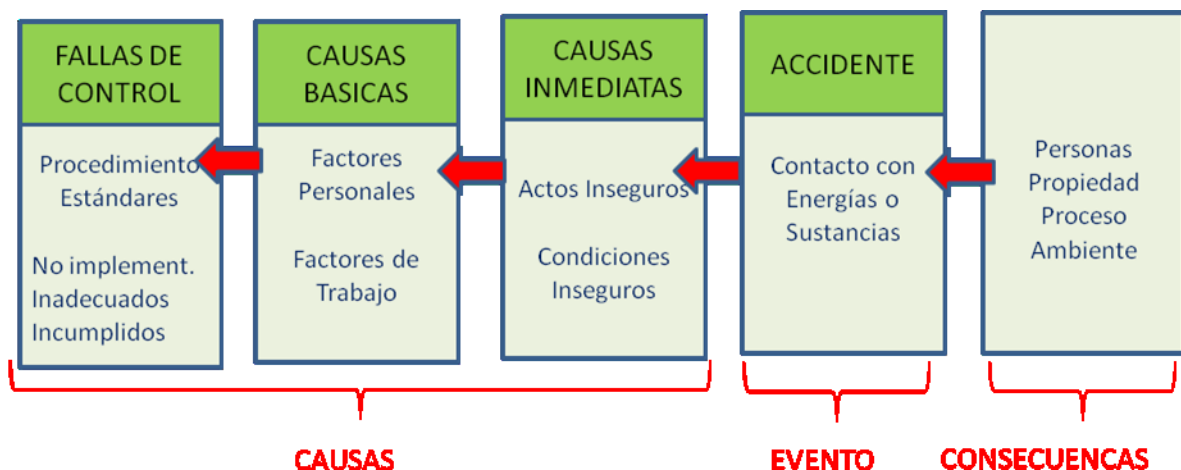 FALLAS DE
CONTROL
Procedimiento
Estándares
No implement.
Inadecuados
Incumplidos
CAUSAS
BASICAS
Factores
Personales
Factores de
Trabajo
CAUSAS
INMEDIATAS
Actos Inseguros
Condiciones
Inseguros
ACCIDENTE
Contacto con
Energías o
Sustancias
Personas
Propiedad
Proceso
Ambiente
CAUSAS
EVENTO
CONSECUENCAS